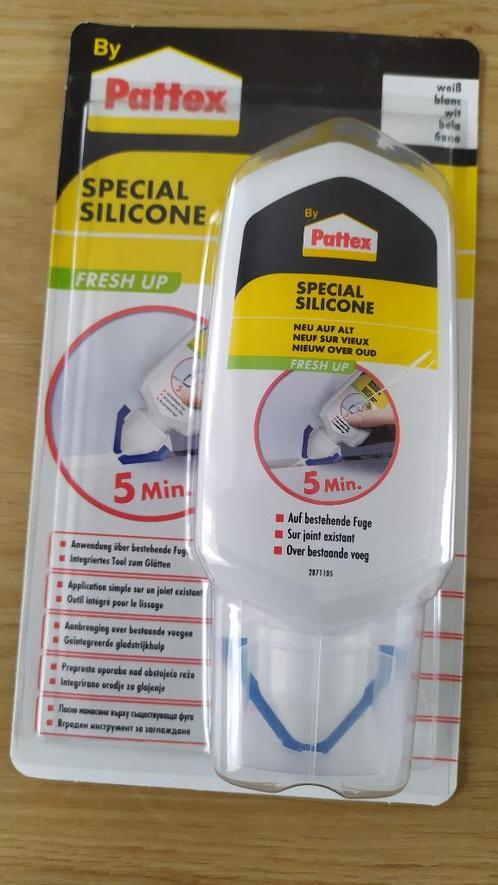 By
Pattex
weiß
blanc
wit
bela
бяла
SPECIAL
SILICONE
FRESH UP
5 Min.
Anwendung über bestehende Fuge
Integriertes Tool zum Glätten
Application simple sur un joint existant
Outil intégré pour le lissage
Aanbrenging over bestaande voegen
Geïntegreerde gladstrijkhulp
Preprosta uporaba nad obstoječo režo
Integrirano orodje za glajenje
Лесно нанасяне върху съществуваща фуга
Вграден инструмент за заглаждане
By
Pattex
SPECIAL
SILICONE
NEU AUF ALT
NEUF SUR VIEUX
NIEUW OVER OUD
FRESH UP
5 Min.
Auf bestehende Fuge
Sur joint existant
Over bestaande voeg
2871105